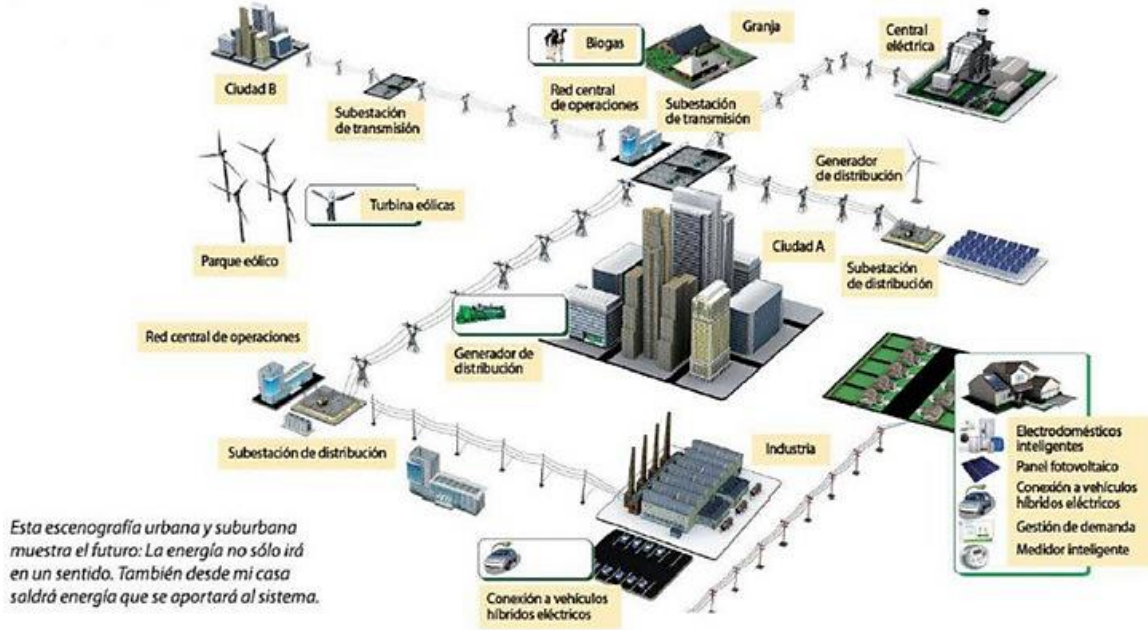 Ciudad B
Subestación
de transmisión
Biogas
Granja
Red central
de operaciones
Subestación
de transmisión
Central
eléctrica
Generador
de distribución
Turbina eólicas
Parque eólico
Ciudad A
Subestación
de distribución
Red central de operaciones
Generador de
distribución
Subestación de distribución
Industria
Electrodomésticos
inteligentes
Panel fotovoltaico
Conexión a vehículos
híbridos eléctricos
Gestión de demanda
Medidor inteligente
Conexión a vehículos
híbridos eléctricos
Esta escenografía urbana y suburbana
muestra el futuro: La energía no sólo irá
en un sentido. También desde mi casa
saldrá energía que se aportará al sistema.